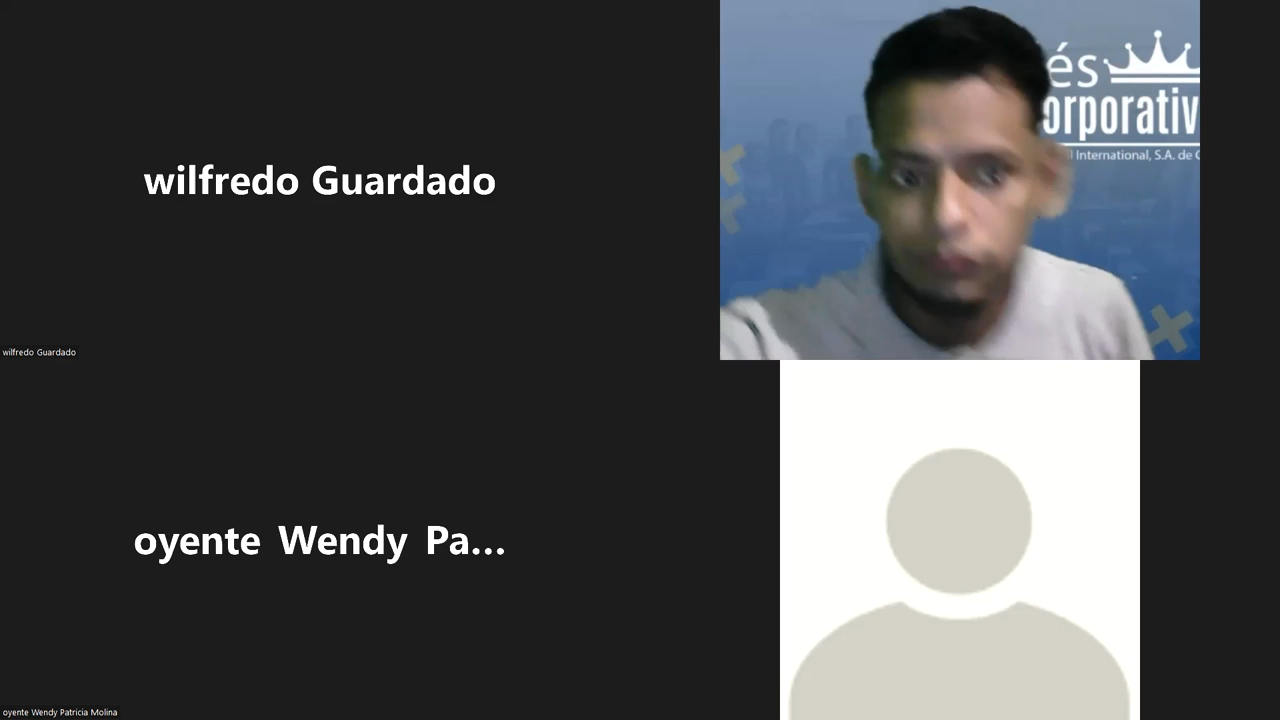 wilfredo Guardado
és
orporativ
l International, S.A. de C
wilfredo Guardado
oyente Wendy Pa...
oyente Wendy Patricia Molina